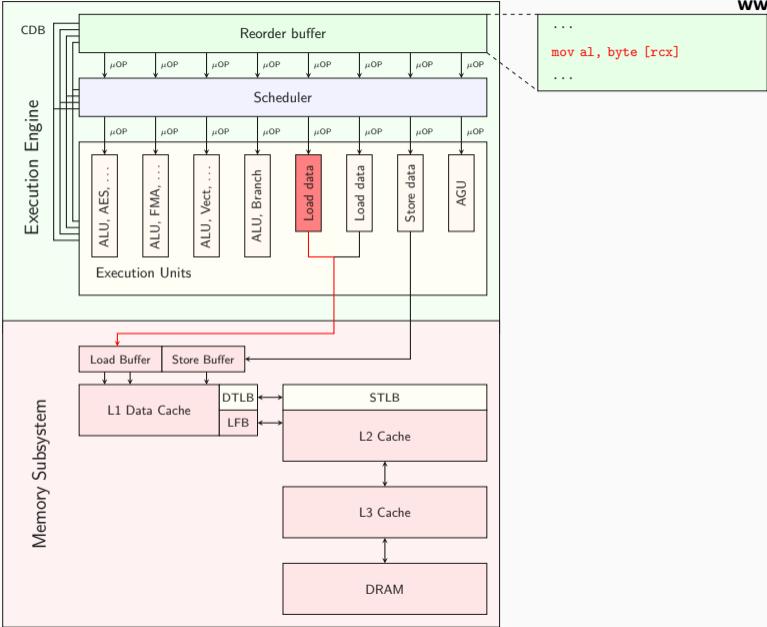 ww
CDB
Reorder buffer
...
mov al, byte [rcx]
...
μOP μOP μOP μOP μOP μOP μOP μOP
Scheduler
μOP μOP μOP μOP μOP μOP μOP μOP
Execution Engine
ALU, AES, ...
ALU, FMA, ...
ALU, Vect, ...
ALU, Branch
Load data
Load data
Store data
AGU
Execution Units
Memory Subsystem
Load Buffer
Store Buffer
L1 Data Cache
DTLB
LFB
STLB
L2 Cache
L3 Cache
DRAM